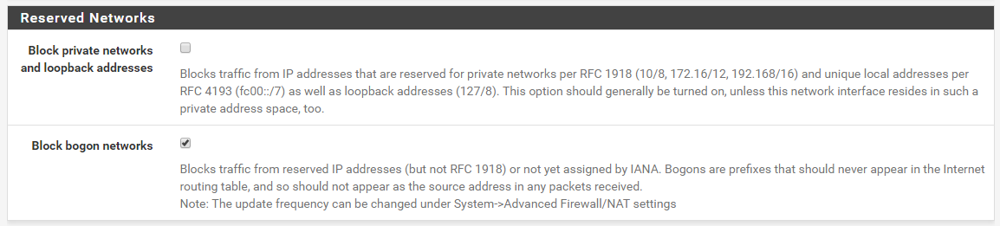 Reserved Networks
Block private networks
and loopback addresses
Blocks traffic from IP addresses that are reserved for private networks per RFC 1918 (10/8, 172.16/12, 192.168/16) and unique local addresses per
RFC 4193 (fc00::/7) as well as loopback addresses (127/8). This option should generally be turned on, unless this network interface resides in such a
private address space, too.
Block bogon networks
Blocks traffic from reserved IP addresses (but not RFC 1918) or not yet assigned by IANA. Bogons are prefixes that should never appear in the Internet
routing table, and so should not appear as the source address in any packets received.
Note: The update frequency can be changed under System->Advanced Firewall/NAT settings